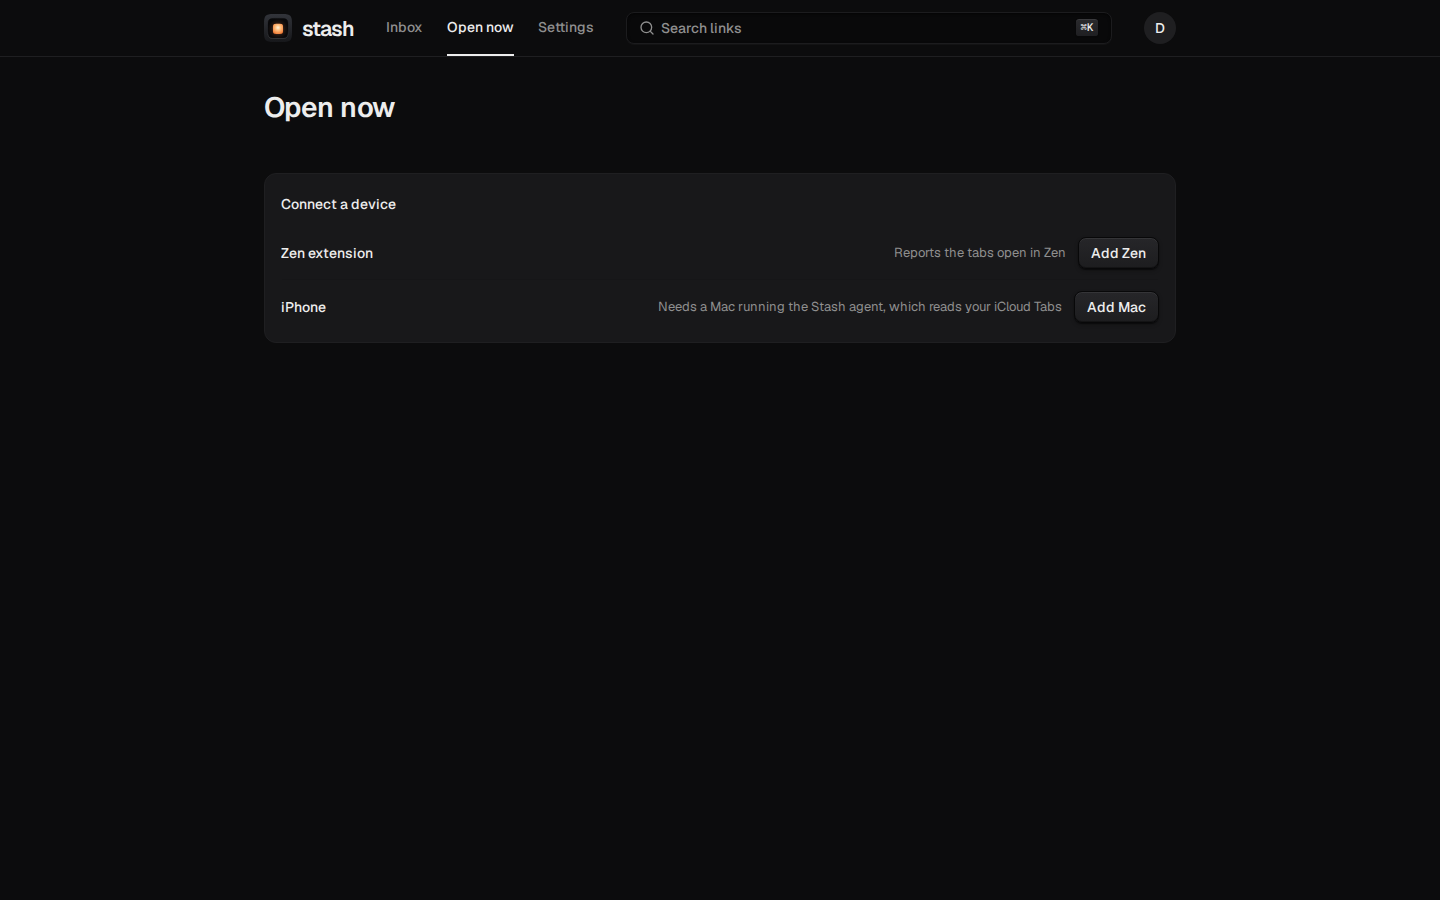 stash Inbox Open now Settings Search links ⌘K D
Open now
Connect a device
Zen extension Reports the tabs open in Zen Add Zen
iPhone Needs a Mac running the Stash agent, which reads your iCloud Tabs Add Mac